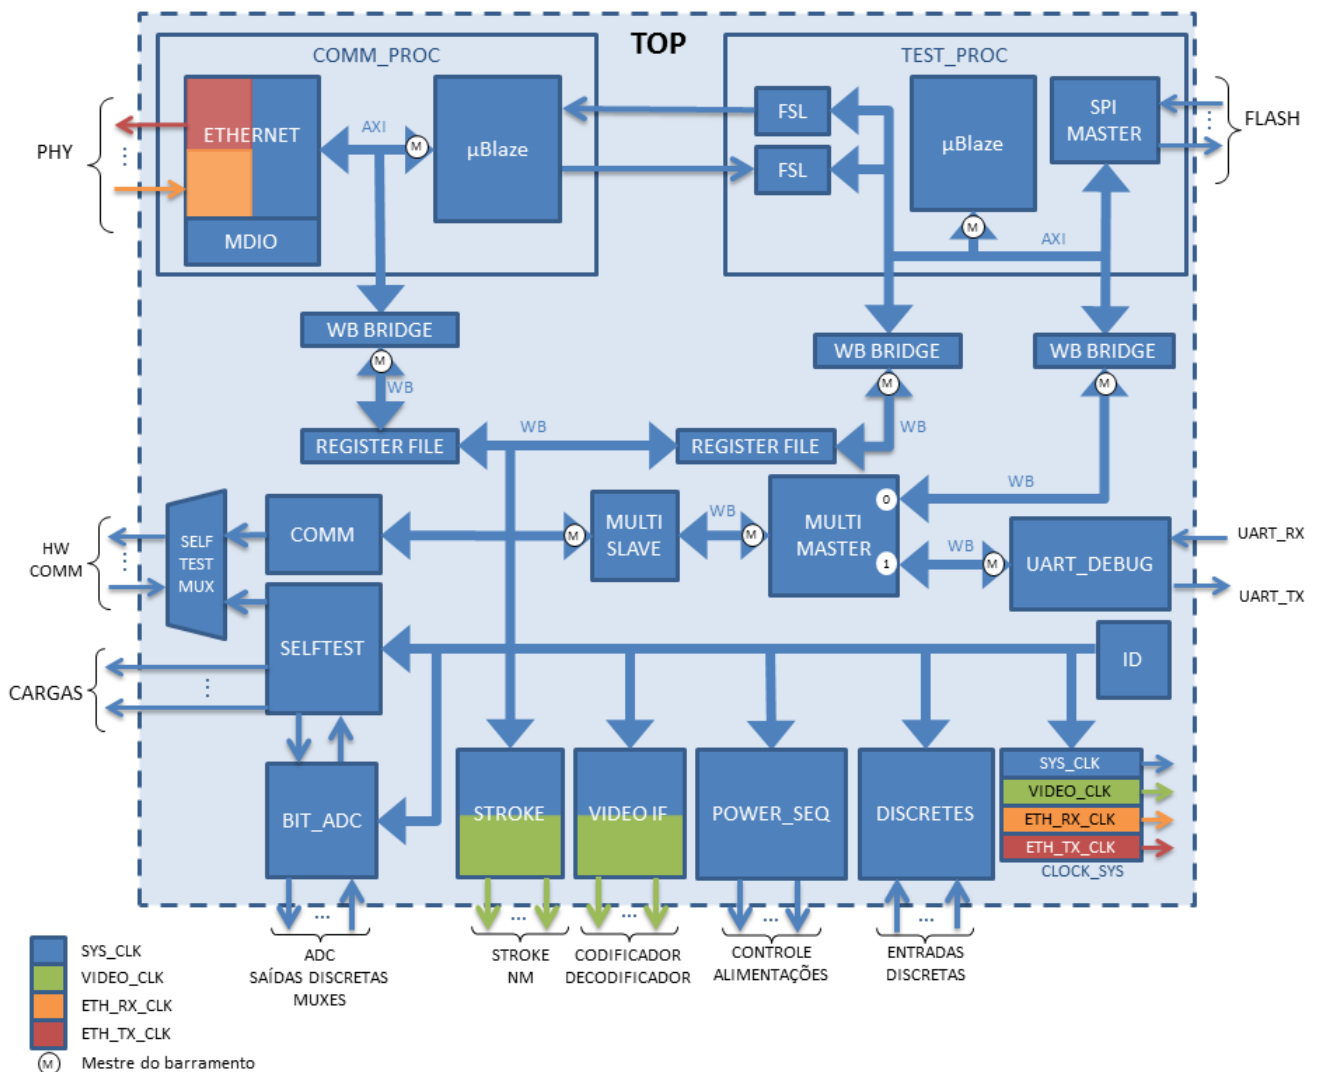 TOP
COMM_PROC
TEST_PROC
ETHERNET
MDIO
AXI
M
µBlaze
FSL
FSL
µBlaze
M
AXI
SPI
MASTER
PHY
FLASH
WB BRIDGE
M
WB
REGISTER FILE
WB
REGISTER FILE
WB BRIDGE
M
WB
WB BRIDGE
M
WB
HW
COMM
SELF
TEST
MUX
COMM
M
MULTI
SLAVE
WB
M
MULTI
MASTER
0
1
WB
M
UART_DEBUG
UART_RX
UART_TX
CARGAS
SELFTEST
ID
BIT_ADC
STROKE
VIDEO IF
POWER_SEQ
DISCRETES
SYS_CLK
VIDEO_CLK
ETH_RX_CLK
ETH_TX_CLK
CLOCK_SYS
ADC
SAÍDAS DISCRETAS
MUXES
STROKE
NM
CODIFICADOR
DECODIFICADOR
CONTROLE
ALIMENTAÇÕES
ENTRADAS
DISCRETAS
SYS_CLK
VIDEO_CLK
ETH_RX_CLK
ETH_TX_CLK
M Mestre do barramento